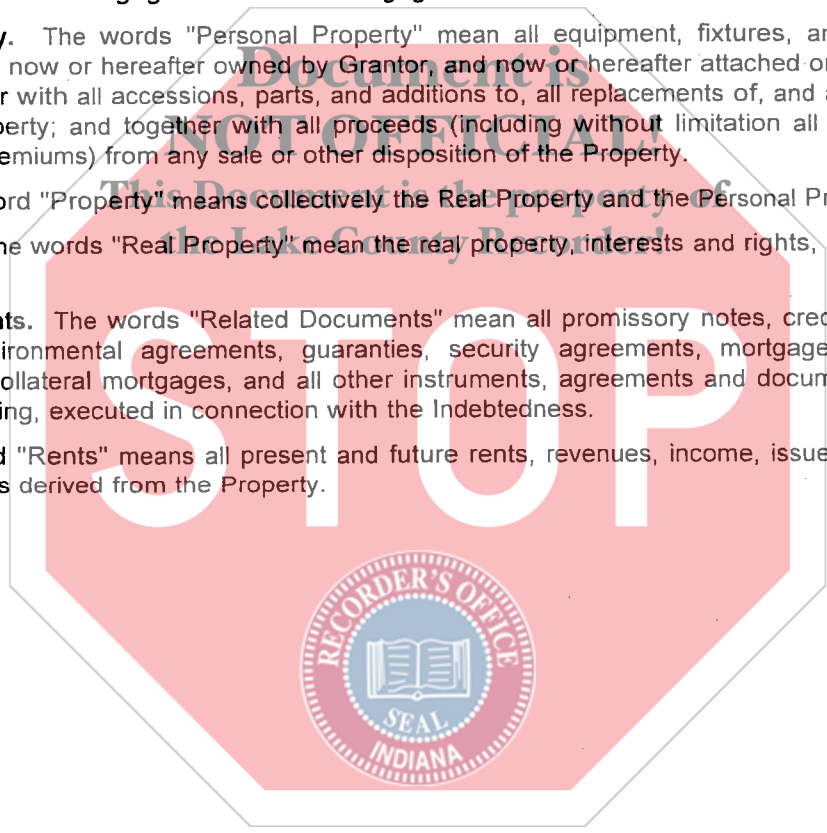 y. The words "Personal Property" mean all equipment, fixtures, an
now or hereafter owned by Grantor, and now or hereafter attached or
r with all accessions, parts, and additions to, all replacements of, and a
perty; and together with all proceeds (including without limitation all
emiums) from any sale or other disposition of the Property.
ord "Property" means collectively the Real Property and the Personal Pr
he words "Real Property" mean the real property, interests and rights,
nts. The words "Related Documents" mean all promissory notes, cred
ironmental agreements, guaranties, security agreements, mortgage
ollateral mortgages, and all other instruments, agreements and docum
ing, executed in connection with the Indebtedness.
d "Rents" means all present and future rents, revenues, income, issue
s derived from the Property.
Document is
NOT OFFICIAL!
This Document is the property of
the Lake County Recorder!
STOP
RECORDER'S OFFICE
SEAL
INDIANA